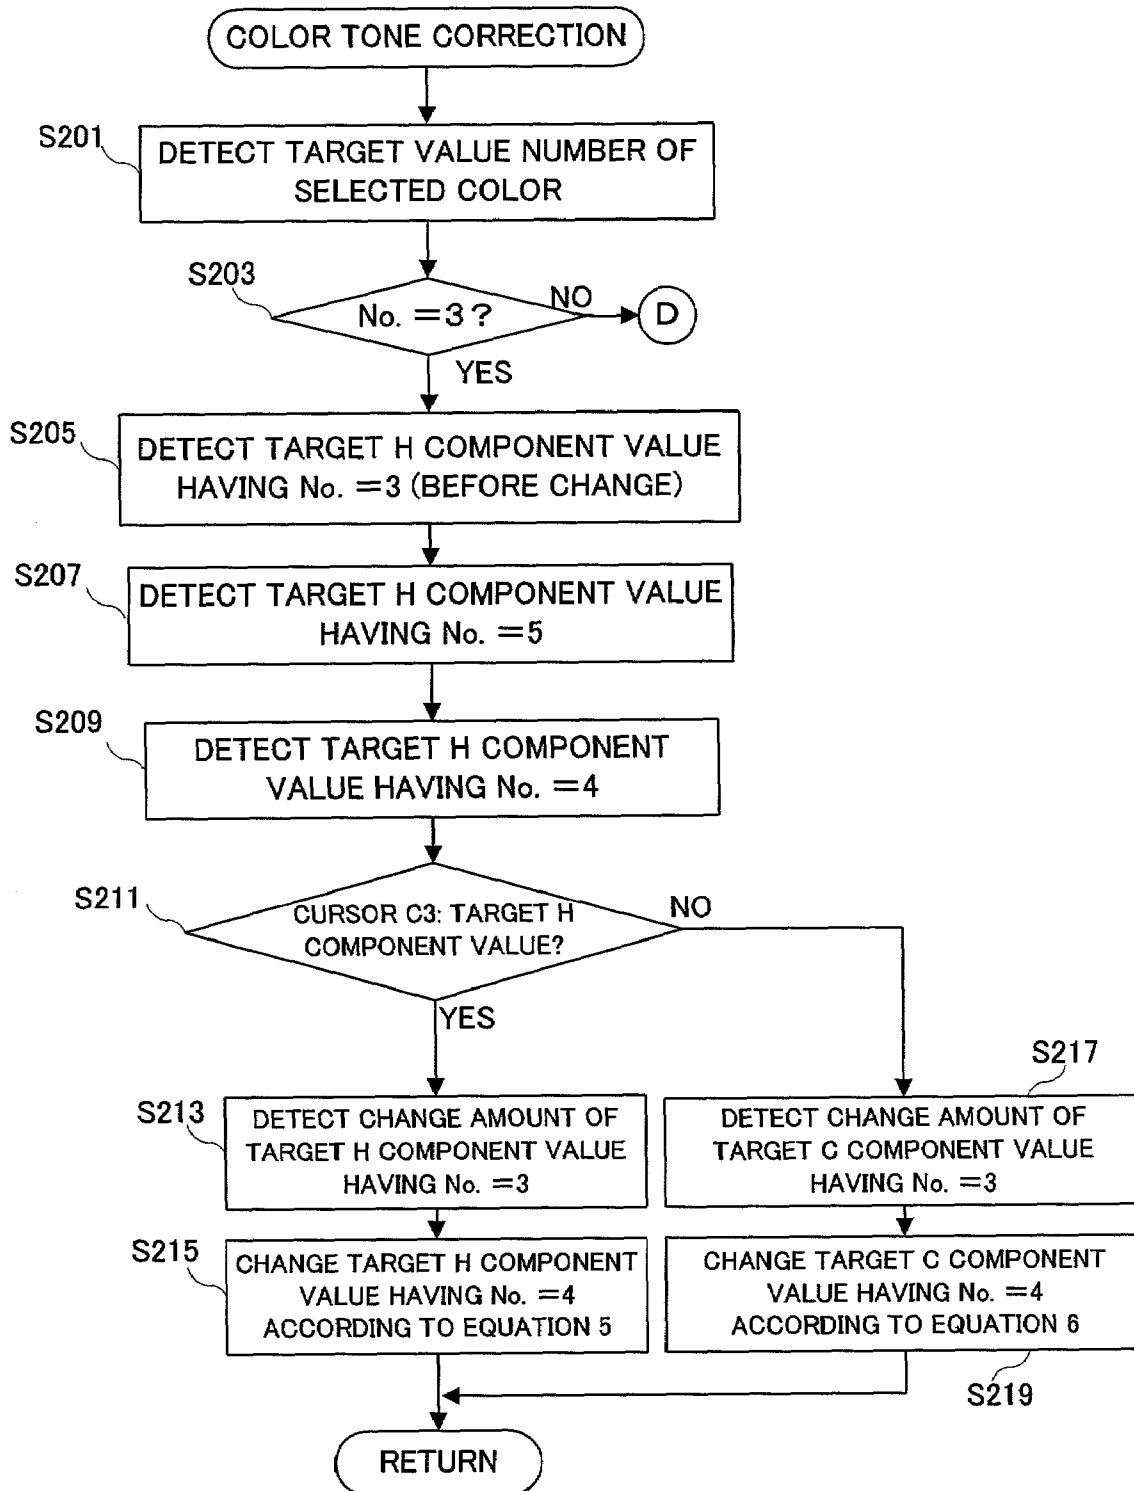 COLOR TONE CORRECTION
S201
DETECT TARGET VALUE NUMBER OF
SELECTED COLOR
S203
No. =3?
NO
D
YES
S205
DETECT TARGET H COMPONENT VALUE
HAVING No. =3 (BEFORE CHANGE)
S207
DETECT TARGET H COMPONENT VALUE
HAVING No. =5
S209
DETECT TARGET H COMPONENT
VALUE HAVING No. =4
S211
CURSOR C3: TARGET H
COMPONENT VALUE?
NO
YES
S213
DETECT CHANGE AMOUNT OF
TARGET H COMPONENT VALUE
HAVING No. =3
S217
DETECT CHANGE AMOUNT OF
TARGET C COMPONENT VALUE
HAVING No. =3
S215
CHANGE TARGET H COMPONENT
VALUE HAVING No. =4
ACCORDING TO EQUATION 5
CHANGE TARGET C COMPONENT
VALUE HAVING No. =4
ACCORDING TO EQUATION 6
S219
RETURN